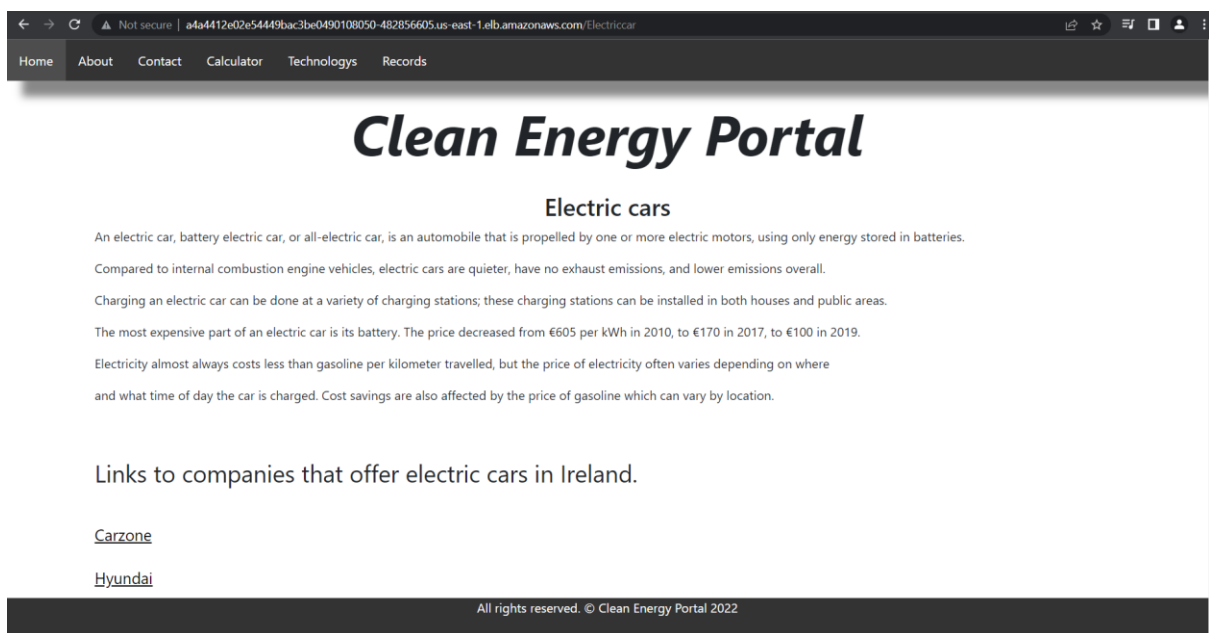 Not secure | a4a4412e02e54449bac3be0490108050-482856605.us-east-1.elb.amazonaws.com/Electriccar
Home About Contact Calculator Technologys Records
Clean Energy Portal
Electric cars
An electric car, battery electric car, or all-electric car, is an automobile that is propelled by one or more electric motors, using only energy stored in batteries.
Compared to internal combustion engine vehicles, electric cars are quieter, have no exhaust emissions, and lower emissions overall.
Charging an electric car can be done at a variety of charging stations; these charging stations can be installed in both houses and public areas.
The most expensive part of an electric car is its battery. The price decreased from €605 per kWh in 2010, to €170 in 2017, to €100 in 2019.
Electricity almost always costs less than gasoline per kilometer travelled, but the price of electricity often varies depending on where
and what time of day the car is charged. Cost savings are also affected by the price of gasoline which can vary by location.
Links to companies that offer electric cars in Ireland.
Carzone
Hyundai
All rights reserved. © Clean Energy Portal 2022